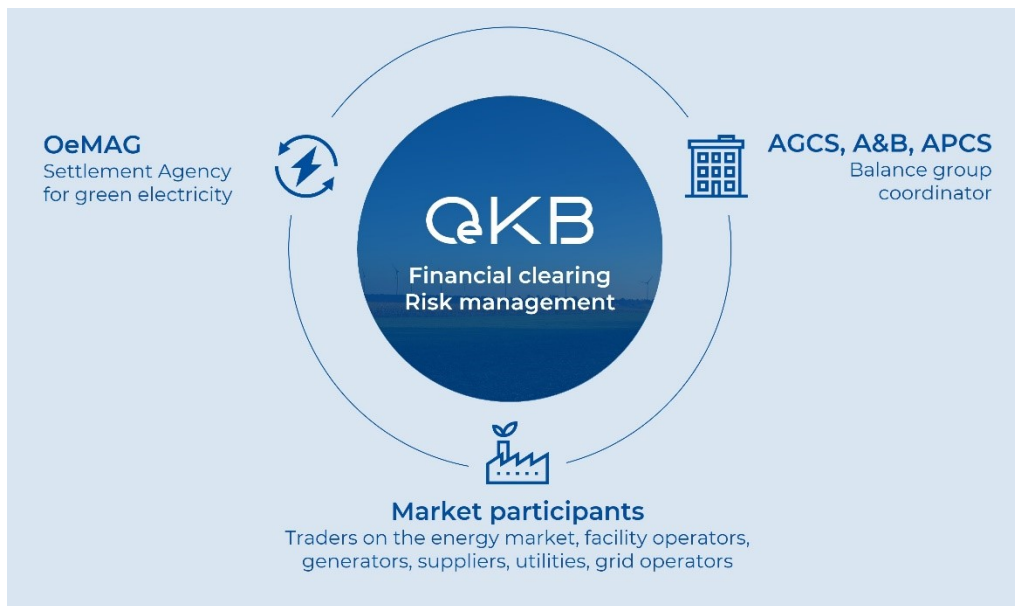 OeMAG
Settlement Agency
for green electricity
AGCS, A&B, APCS
Balance group
coordinator
OeKB
Financial clearing
Risk management
Market participants
Traders on the energy market, facility operators,
generators, suppliers, utilities, grid operators